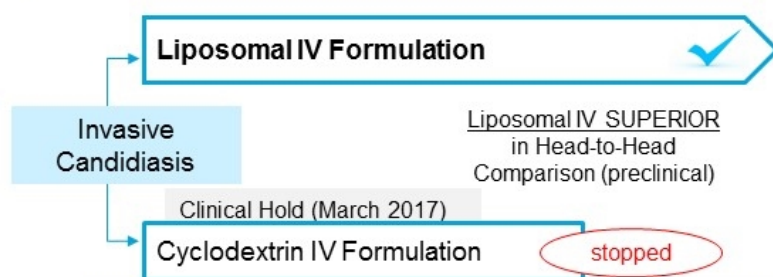 Liposomal IV Formulation
Invasive
Candidiasis
Liposomal IV SUPERIOR
in Head-to-Head
Comparison (preclinical)
Clinical Hold (March 2017)
Cyclodextrin IV Formulation
stopped